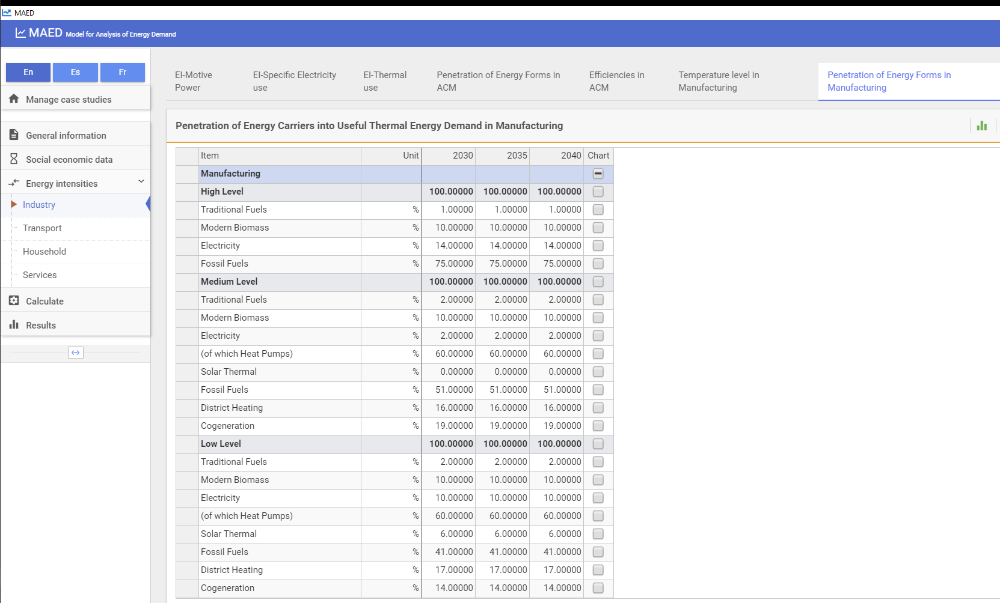 MAED
MAED Model for Analysis of Energy Demand
En Es Fr
Manage case studies
General information
Social economic data
Energy intensities
Industry
Transport
Household
Services
Calculate
Results
EI-Motive
Power
EI-Specific Electricity
use
EI-Thermal
use
Penetration of Energy Forms in
ACM
Efficiencies in
ACM
Temperature level in
Manufacturing
Penetration of Energy Forms in
Manufacturing
Penetration of Energy Carriers into Useful Thermal Energy Demand in Manufacturing
Item Unit 2030 2035 2040 Chart
Manufacturing
High Level 100.00000 100.00000 100.00000
Traditional Fuels % 1.00000 1.00000 1.00000
Modern Biomass % 10.00000 10.00000 10.00000
Electricity % 14.00000 14.00000 14.00000
Fossil Fuels % 75.00000 75.00000 75.00000
Medium Level 100.00000 100.00000 100.00000
Traditional Fuels % 2.00000 2.00000 2.00000
Modern Biomass % 10.00000 10.00000 10.00000
Electricity % 2.00000 2.00000 2.00000
(of which Heat Pumps) % 60.00000 60.00000 60.00000
Solar Thermal % 0.00000 0.00000 0.00000
Fossil Fuels % 51.00000 51.00000 51.00000
District Heating % 16.00000 16.00000 16.00000
Cogeneration % 19.00000 19.00000 19.00000
Low Level 100.00000 100.00000 100.00000
Traditional Fuels % 2.00000 2.00000 2.00000
Modern Biomass % 10.00000 10.00000 10.00000
Electricity % 10.00000 10.00000 10.00000
(of which Heat Pumps) % 60.00000 60.00000 60.00000
Solar Thermal % 6.00000 6.00000 6.00000
Fossil Fuels % 41.00000 41.00000 41.00000
District Heating % 17.00000 17.00000 17.00000
Cogeneration % 14.00000 14.00000 14.00000